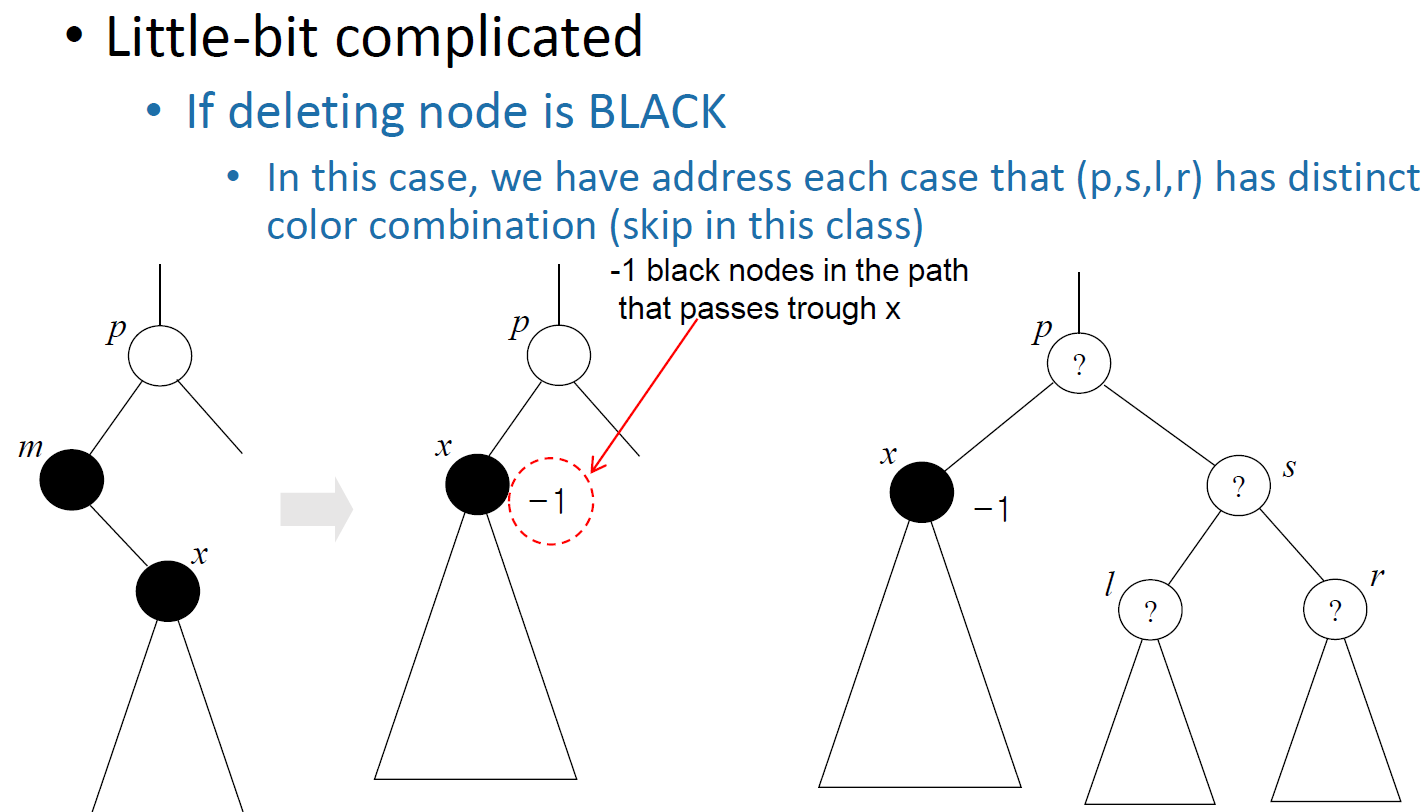 • Little-bit complicated
• If deleting node is BLACK
• In this case, we have address each case that (p,s,l,r) has distinct
color combination (skip in this class)
-1 black nodes in the path
that passes trough x
p
m
x
p
x
−1
p
?
x
−1
?
s
l
?
?
r